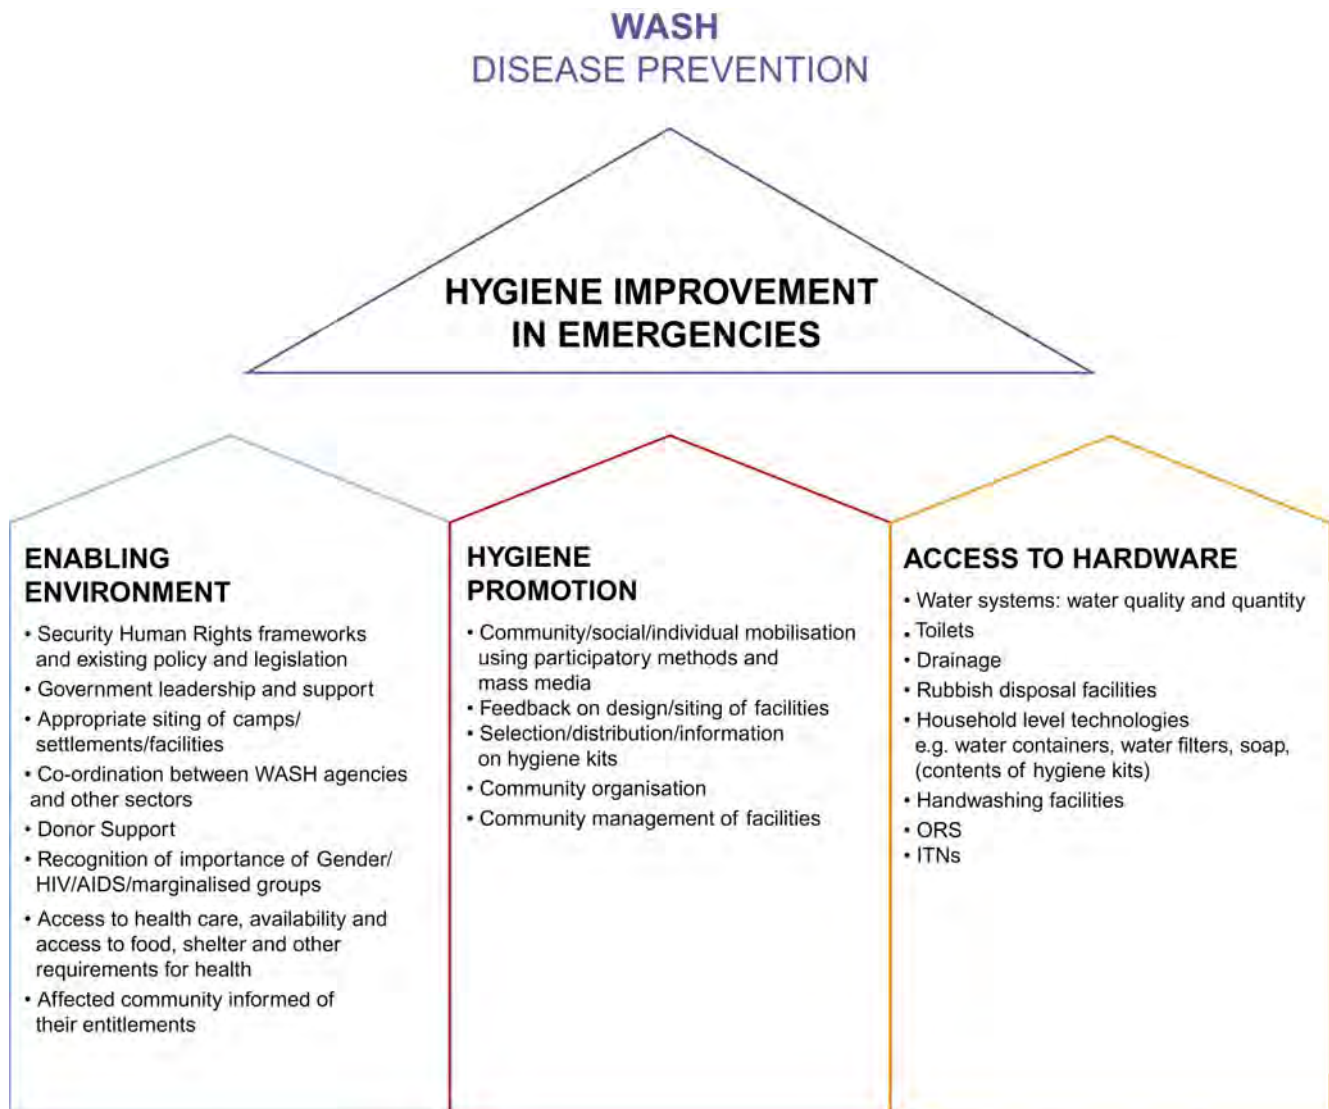 WASH
DISEASE PREVENTION
HYGIENE IMPROVEMENT
IN EMERGENCIES
ENABLING
ENVIRONMENT
• Security Human Rights frameworks
and existing policy and legislation
• Government leadership and support
• Appropriate siting of camps/
settlements/facilities
• Co-ordination between WASH agencies
and other sectors
• Donor Support
• Recognition of importance of Gender/
HIV/AIDS/marginalised groups
• Access to health care, availability and
access to food, shelter and other
requirements for health
• Affected community informed of
their entitlements
HYGIENE
PROMOTION
• Community/social/individual mobilisation
using participatory methods and
mass media
• Feedback on design/siting of facilities
• Selection/distribution/information
on hygiene kits
• Community organisation
• Community management of facilities
ACCESS TO HARDWARE
• Water systems: water quality and quantity
• Toilets
• Drainage
• Rubbish disposal facilities
• Household level technologies
e.g. water containers, water filters, soap,
(contents of hygiene kits)
• Handwashing facilities
• ORS
• ITNs